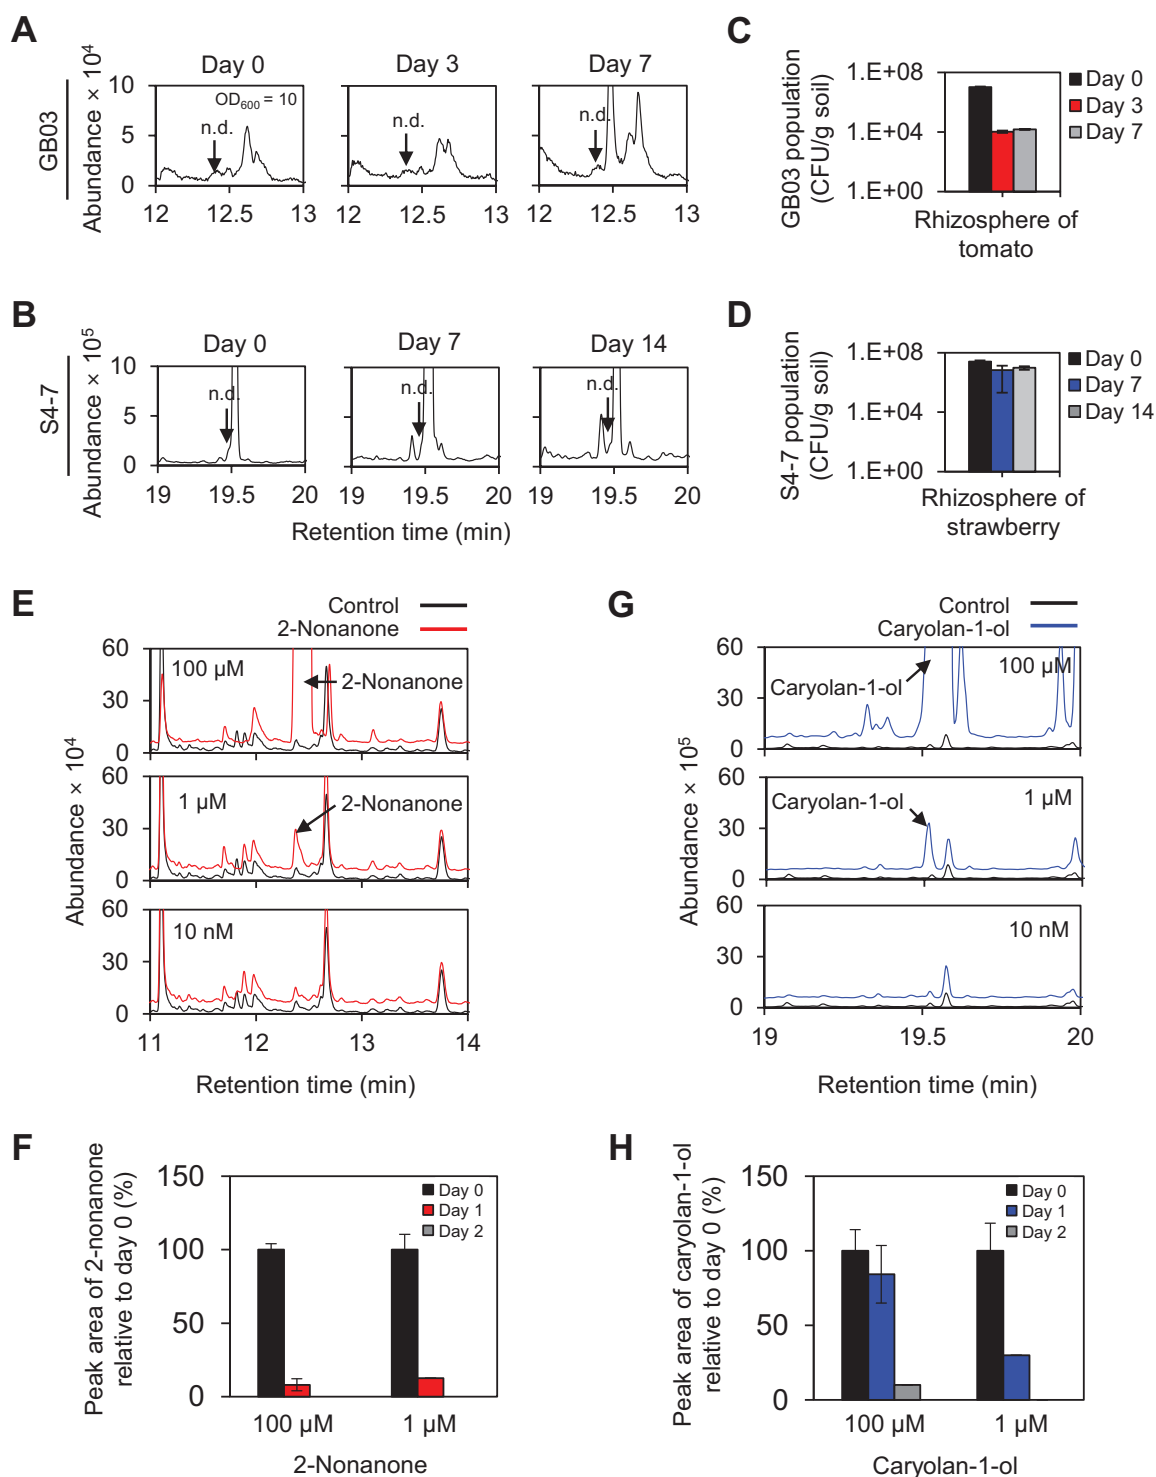 A
GB03
Abundance × 10⁴
Day 0
Day 3
Day 7
10
5
0
OD₆₀₀ = 10
n.d.
n.d.
n.d.
12 12.5 13
12 12.5 13
12 12.5 13
C
GB03 population
(CFU/g soil)
1.E+08
1.E+04
1.E+00
Day 0
Day 3
Day 7
Rhizosphere of
tomato
B
S4-7
Abundance × 10⁵
Day 0
Day 7
Day 14
10
5
0
n.d.
n.d.
n.d.
19 19.5 20
19 19.5 20
19 19.5 20
Retention time (min)
D
S4-7 population
(CFU/g soil)
1.E+08
1.E+04
1.E+00
Day 0
Day 7
Day 14
Rhizosphere of
strawberry
E
Control
2-Nonanone
Abundance × 10⁴
60
30
0
100 µM
2-Nonanone
60
30
0
1 µM
2-Nonanone
60
30
0
10 nM
11 12 13 14
Retention time (min)
G
Control
Caryolan-1-ol
Abundance × 10⁵
60
30
0
100 µM
Caryolan-1-ol
60
30
0
1 µM
Caryolan-1-ol
60
30
0
10 nM
19 19.5 20
Retention time (min)
F
Peak area of 2-nonanone
relative to day 0 (%)
150
100
50
0
Day 0
Day 1
Day 2
100 µM 1 µM
2-Nonanone
H
Peak area of caryolan-1-ol
relative to day 0 (%)
150
100
50
0
Day 0
Day 1
Day 2
100 µM 1 µM
Caryolan-1-ol